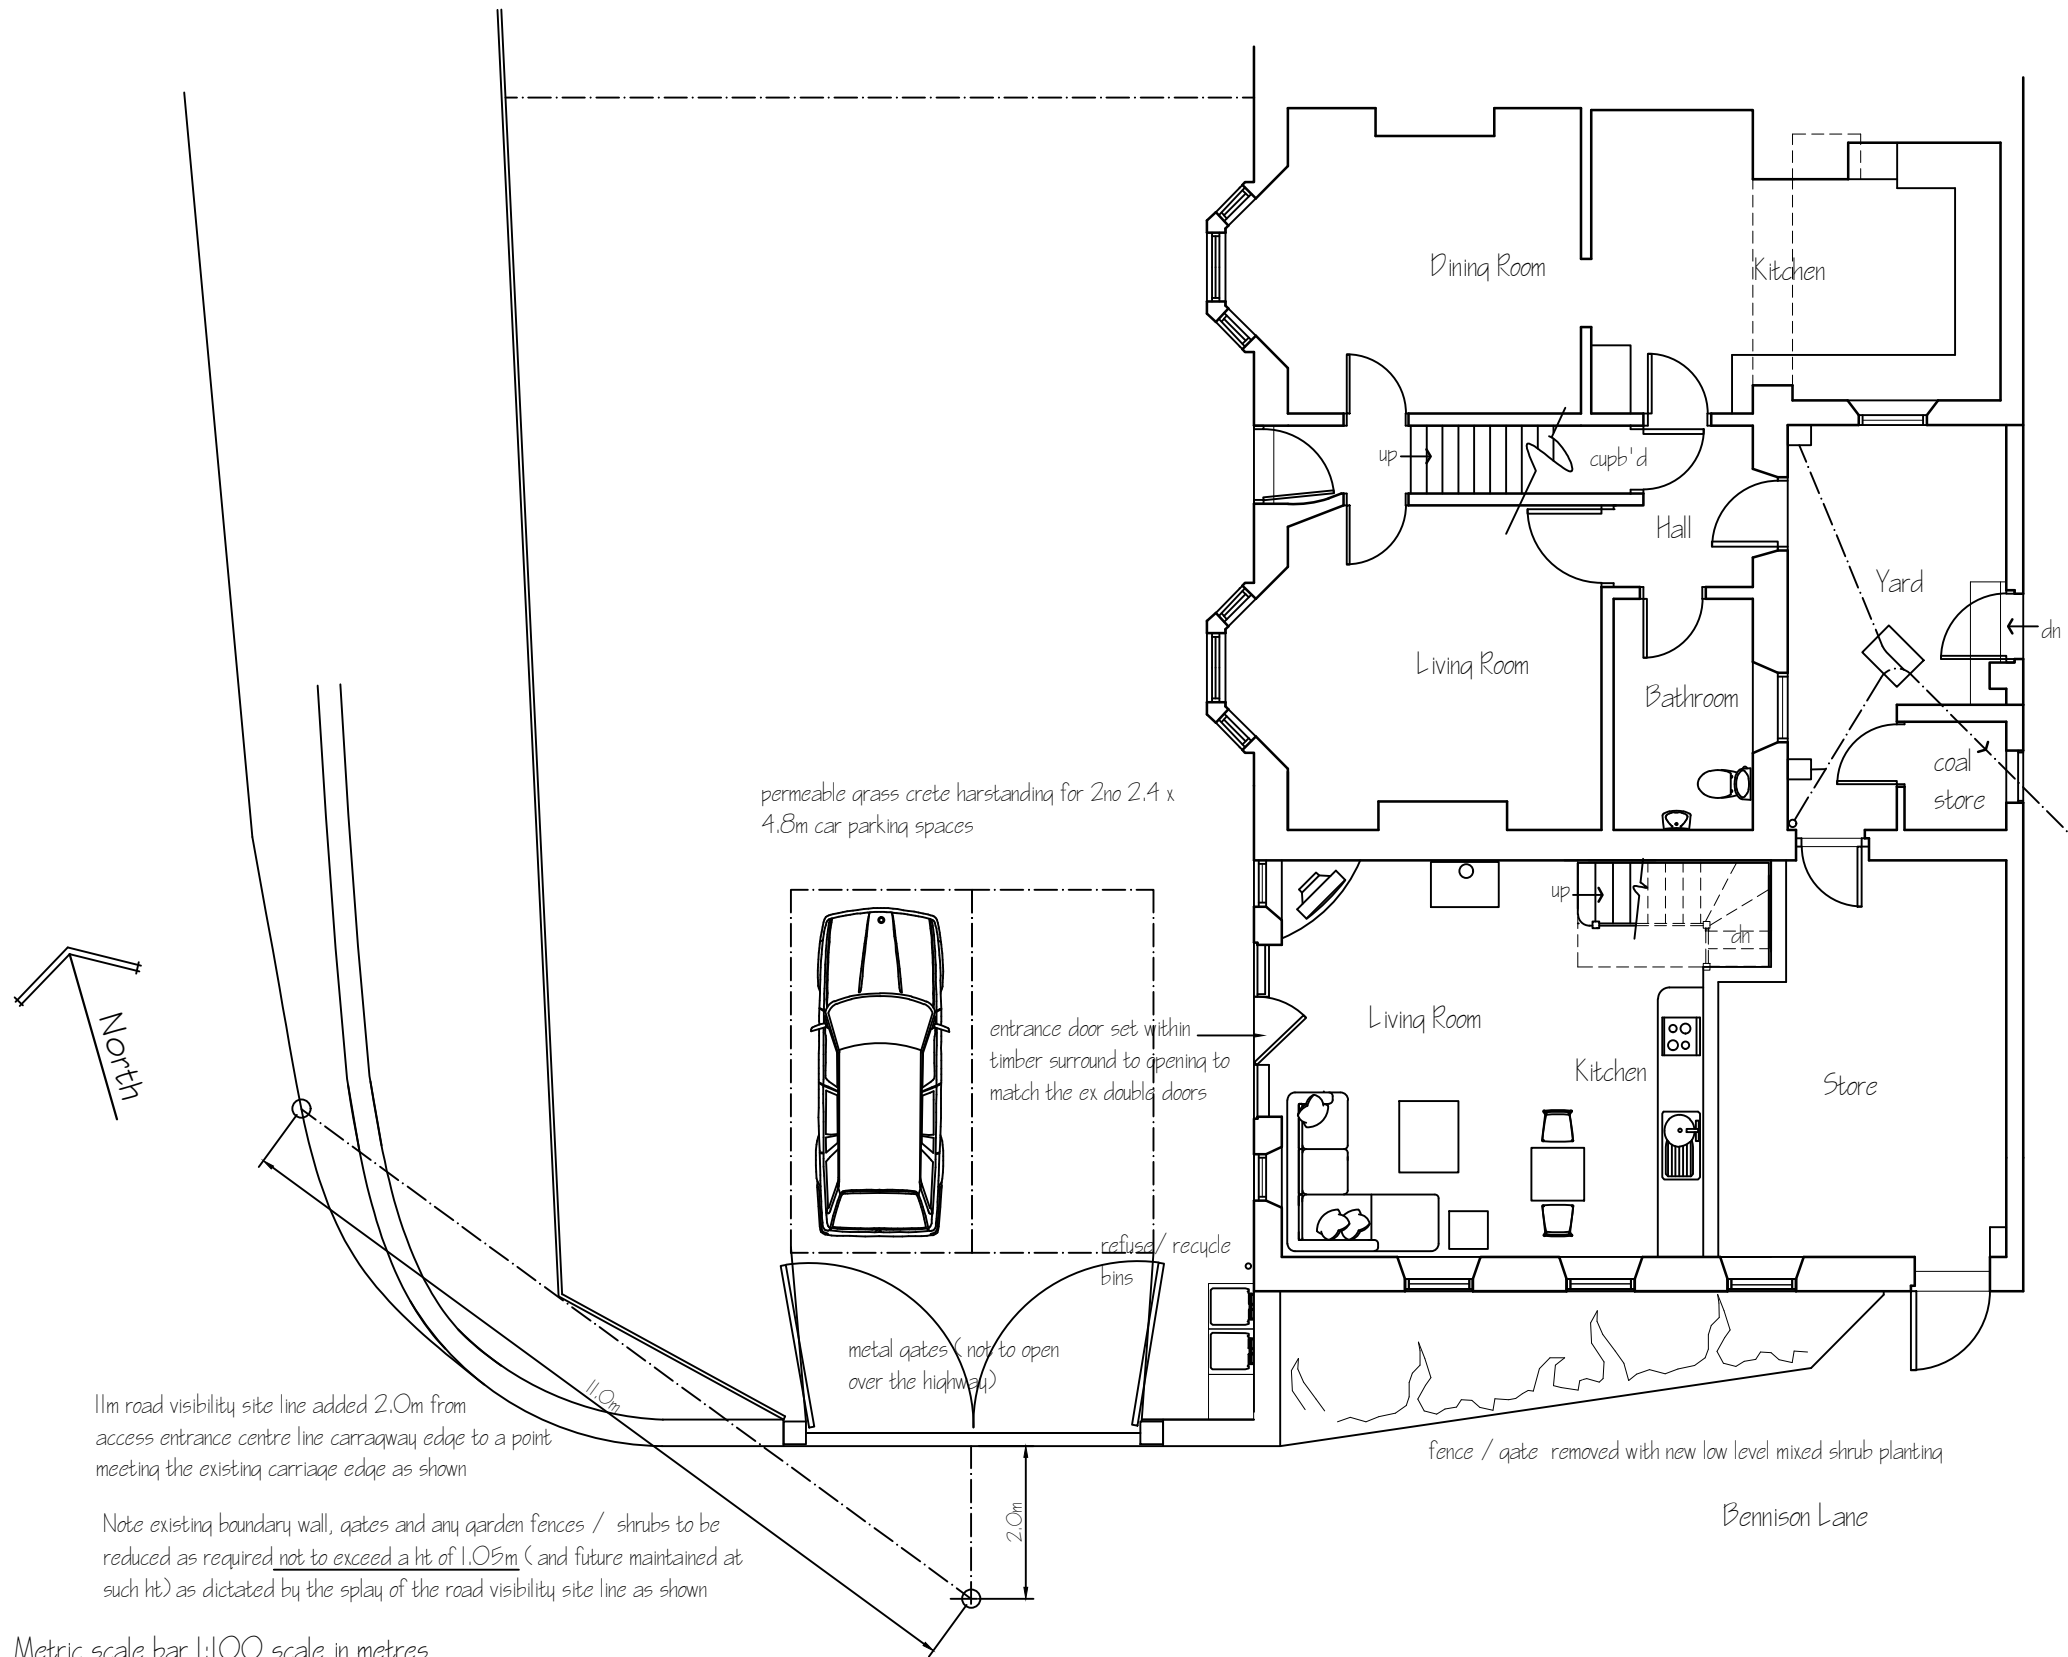 Dining Room
Kitchen
up
cupb'd
Hall
Yard
dn
Living Room
Bathroom
coal
store
permeable grass crete harstanding for 2no 2.4 x
4.8m car parking spaces
up
dn
Living Room
entrance door set within
timber surround to opening to
match the ex double doors
Kitchen
Store
North
refuse/ recycle
bins
metal gates ( not to open
over the highway)
11.0m
11m road visibility site line added 2.0m from
access entrance centre line carragway edge to a point
meeting the existing carriage edge as shown
fence / gate removed with new low level mixed shrub planting
Bennison Lane
2.0m
Note existing boundary wall, gates and any garden fences / shrubs to be
reduced as required not to exceed a ht of 1.05m ( and future maintained at
such ht) as dictated by the splay of the road visibility site line as shown
Metric scale bar 1:100 scale in metres